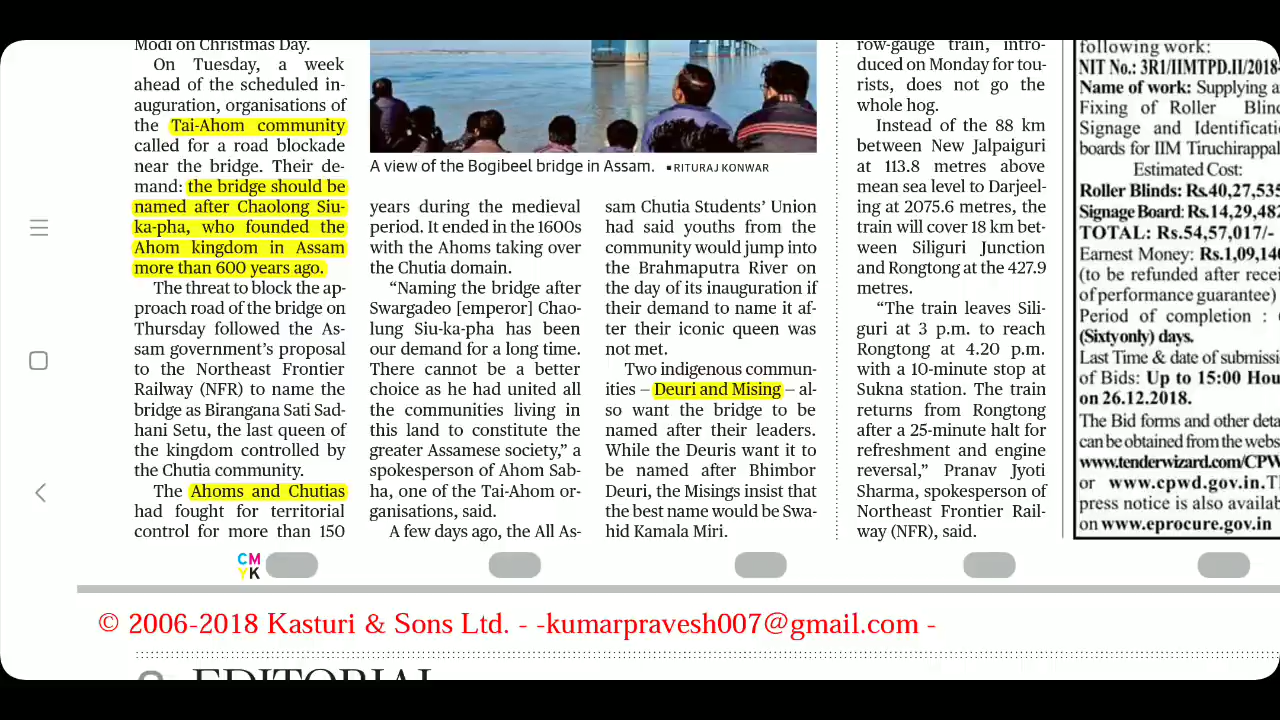 Modi on Christmas Day.
On Tuesday, a week
ahead of the scheduled in-
auguration, organisations of
the Tai-Ahom community
called for a road blockade
near the bridge. Their de-
mand: the bridge should be
named after Chaolong Siu-
ka-pha, who founded the
Ahom kingdom in Assam
more than 600 years ago.
The threat to block the ap-
proach road of the bridge on
Thursday followed the As-
sam government's proposal
to the Northeast Frontier
Railway (NFR) to name the
bridge as Birangana Sati Sad-
hani Setu, the last queen of
the kingdom controlled by
the Chutia community.
The Ahoms and Chutias
had fought for territorial
control for more than 150
A view of the Bogibeel bridge in Assam. ▪RITURAJ KONWAR
years during the medieval
period. It ended in the 1600s
with the Ahoms taking over
the Chutia domain.
“Naming the bridge after
Swargadeo [emperor] Chao-
lung Siu-ka-pha has been
our demand for a long time.
There cannot be a better
choice as he had united all
the communities living in
this land to constitute the
greater Assamese society,” a
spokesperson of Ahom Sab-
ha, one of the Tai-Ahom or-
ganisations, said.
A few days ago, the All As-
sam Chutia Students’ Union
had said youths from the
community would jump into
the Brahmaputra River on
the day of its inauguration if
their demand to name it af-
ter their iconic queen was
not met.
Two indigenous commun-
ities – Deuri and Mising – al-
so want the bridge to be
named after their leaders.
While the Deuris want it to
be named after Bhimbor
Deuri, the Misings insist that
the best name would be Swa-
hid Kamala Miri.
row-gauge train, intro-
duced on Monday for tou-
rists, does not go the
whole hog.
Instead of the 88 km
between New Jalpaiguri
at 113.8 metres above
mean sea level to Darjeel-
ing at 2075.6 metres, the
train will cover 18 km bet-
ween Siliguri Junction
and Rongtong at the 427.9
metres.
“The train leaves Sili-
guri at 3 p.m. to reach
Rongtong at 4.20 p.m.
with a 10-minute stop at
Sukna station. The train
returns from Rongtong
after a 25-minute halt for
refreshment and engine
reversal,” Pranav Jyoti
Sharma, spokesperson of
Northeast Frontier Rail-
way (NFR), said.
following work:
NIT No.: 3R1/IIMTPD.II/2018-
Name of work: Supplying a
Fixing of Roller Blin
Signage and Identificati
boards for IIM Tiruchirappal
Estimated Cost:
Roller Blinds: Rs.40,27,535
Signage Board: Rs.14,29,482
TOTAL: Rs.54,57,017/-
Earnest Money: Rs.1,09,140
(to be refunded after recei
of performance guarantee)
Period of completion :
(Sixty only) days.
Last Time & date of submissi
of Bids: Up to 15:00 Hou
on 26.12.2018.
The Bid forms and other deta
can be obtained from the webs
www.tenderwizard.com/CPW
or www.cpwd.gov.in.T
press notice is also availab
on www.eprocure.gov.in
CM
YK
© 2006-2018 Kasturi & Sons Ltd. - -kumarpravesh007@gmail.com -
EDITORIAL